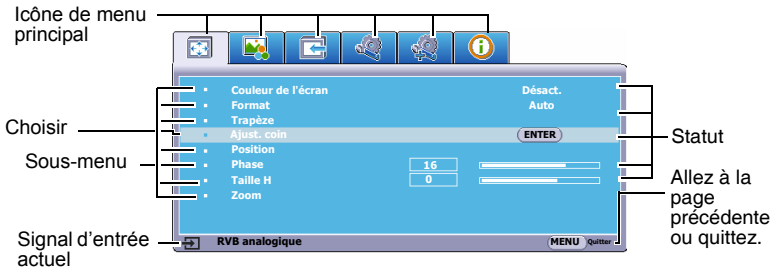 Icône de menu
principal
Couleur de l'écran Désact.
Format Auto
Trapèze
Choisir
Ajust. coin ENTER
Statut
Position
Sous-menu
Phase 16
Taille H 0
Zoom
Allez à la
page
précédente
ou quittez.
Signal d'entrée
actuel
RVB analogique MENU Quitter